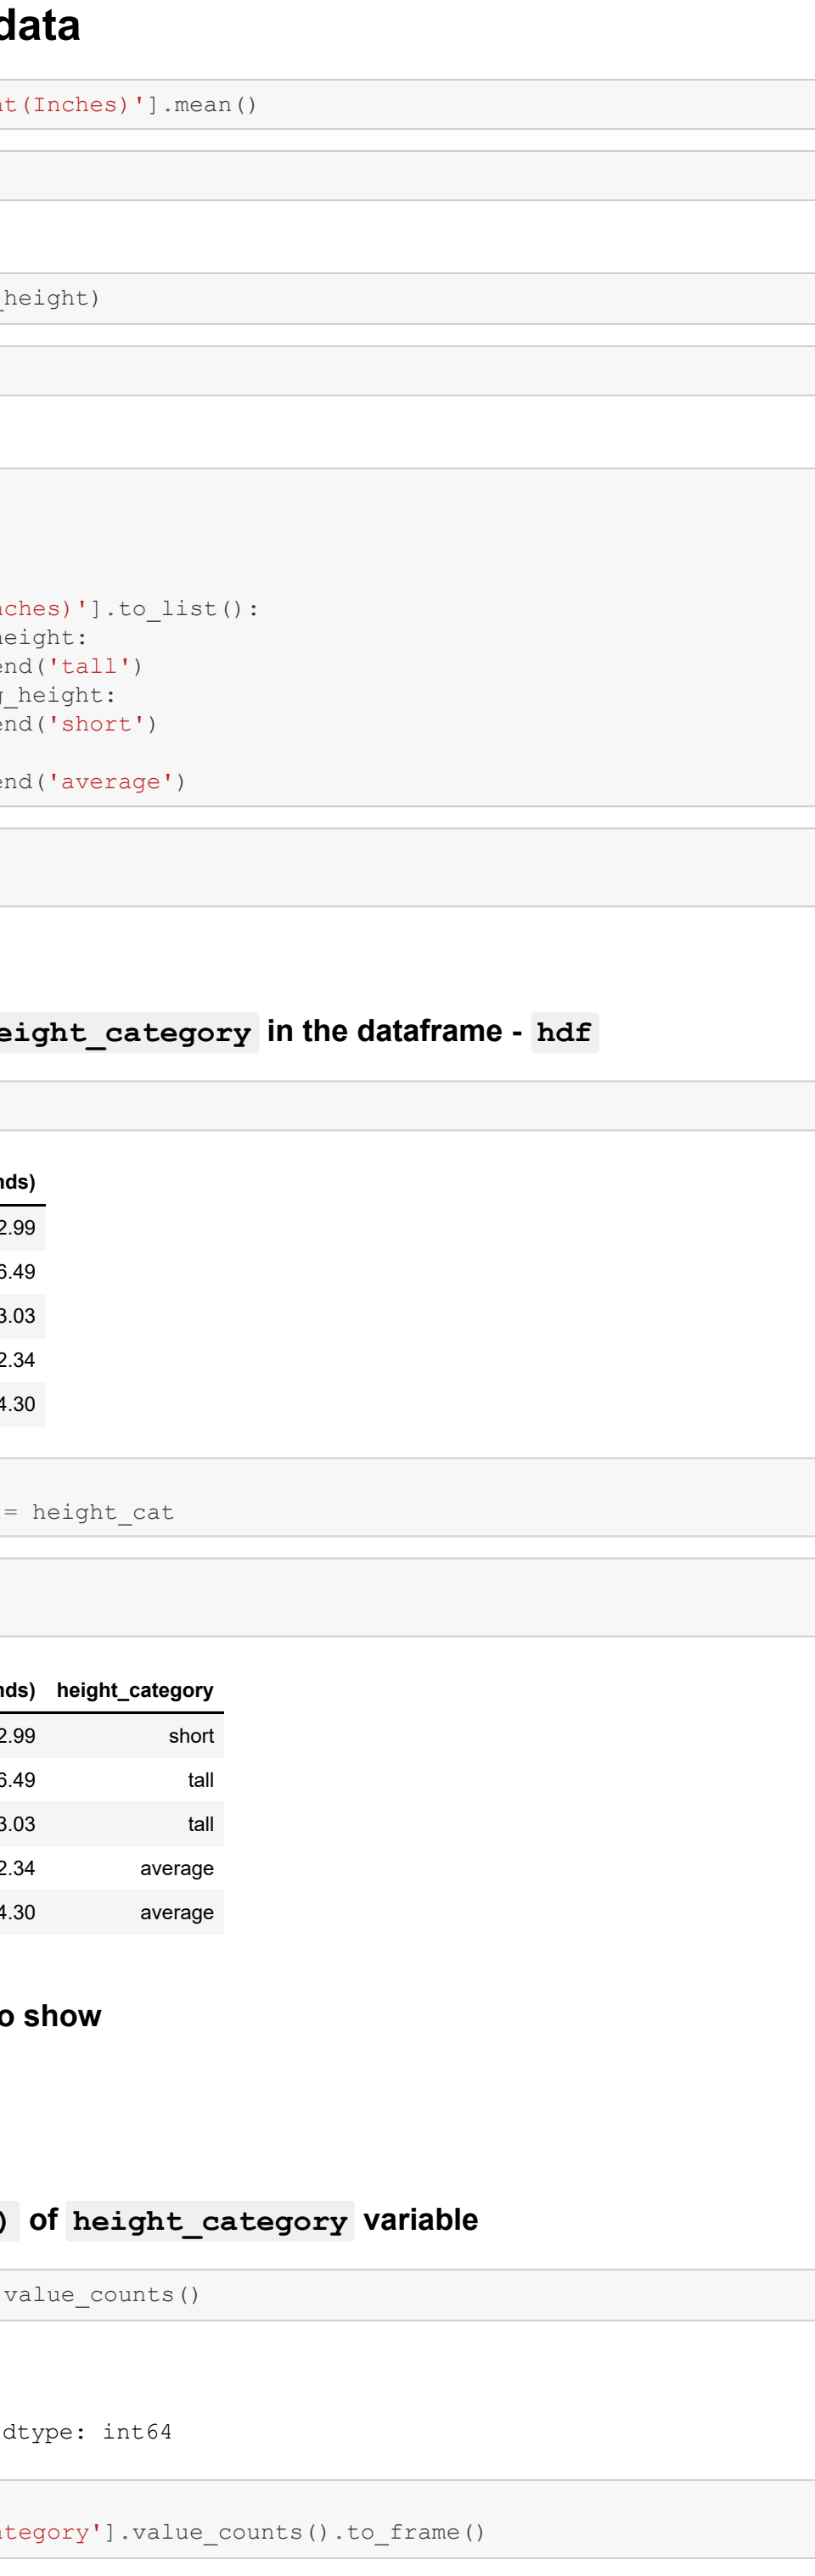 data
t(Inches)'].mean()
_height)
ches)'].to_list():
eight:
end('tall')
_height:
end('short')
end('average')
eight_category in the dataframe - hdf
nds)
2.99
6.49
3.03
2.34
4.30
= height_cat
nds) height_category
2.99 short
6.49 tall
3.03 tall
2.34 average
4.30 average
o show
) of height_category variable
value_counts()
dtype: int64
ategory'].value_counts().to_frame()